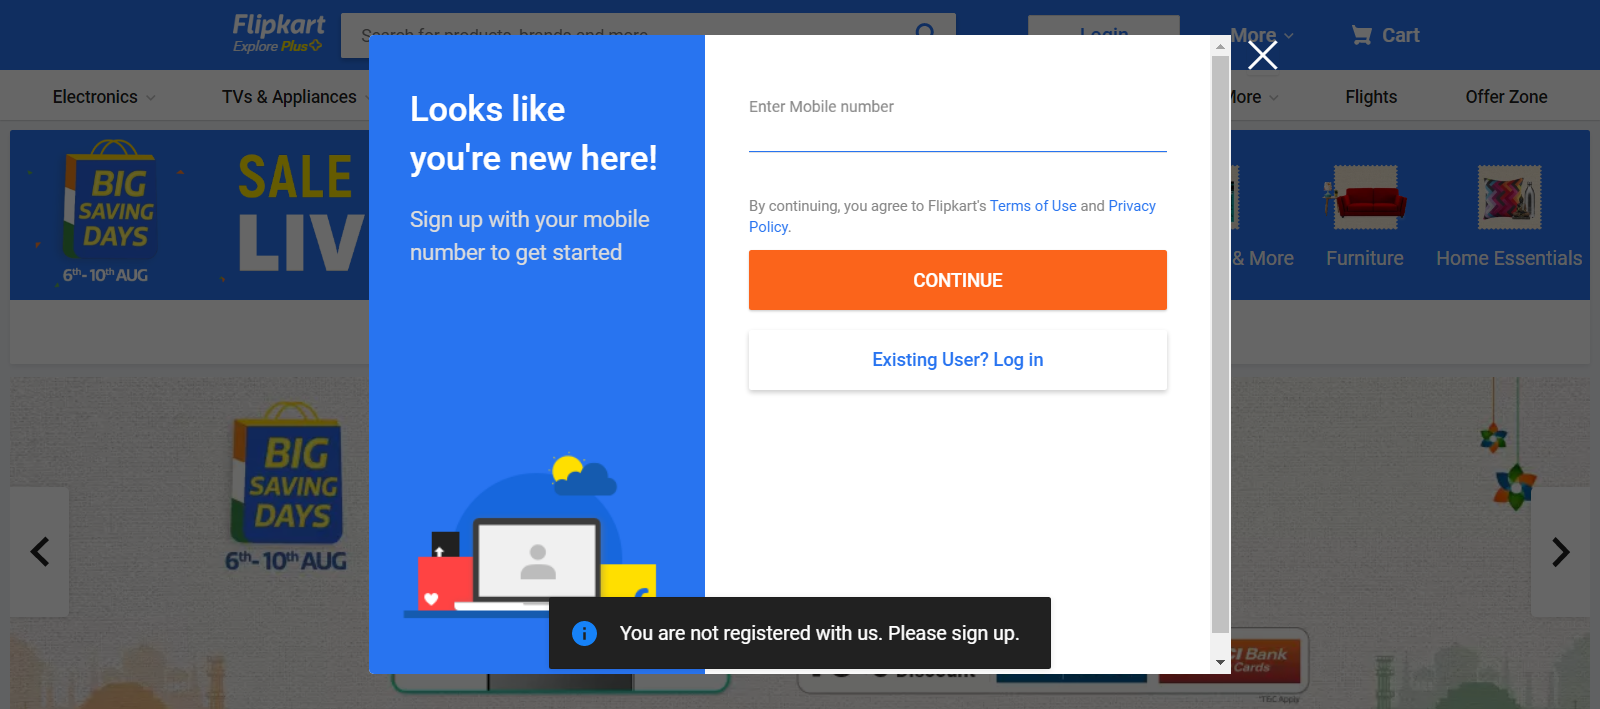 Flipkart
Explore Plus
Search for products, brands and more
Login
More
Cart
Electronics
TVs & Appliances
More
Flights
Offer Zone
BIG
SAVING
DAYS
6th-10th AUG
SALE
LIV
& More
Furniture
Home Essentials
Looks like
you're new here!
Sign up with your mobile
number to get started
Enter Mobile number
By continuing, you agree to Flipkart's Terms of Use and Privacy
Policy.
CONTINUE
Existing User? Log in
BIG
SAVING
DAYS
6th-10th AUG
You are not registered with us. Please sign up.
Discount
CI Bank
Cards
*T&C Apply